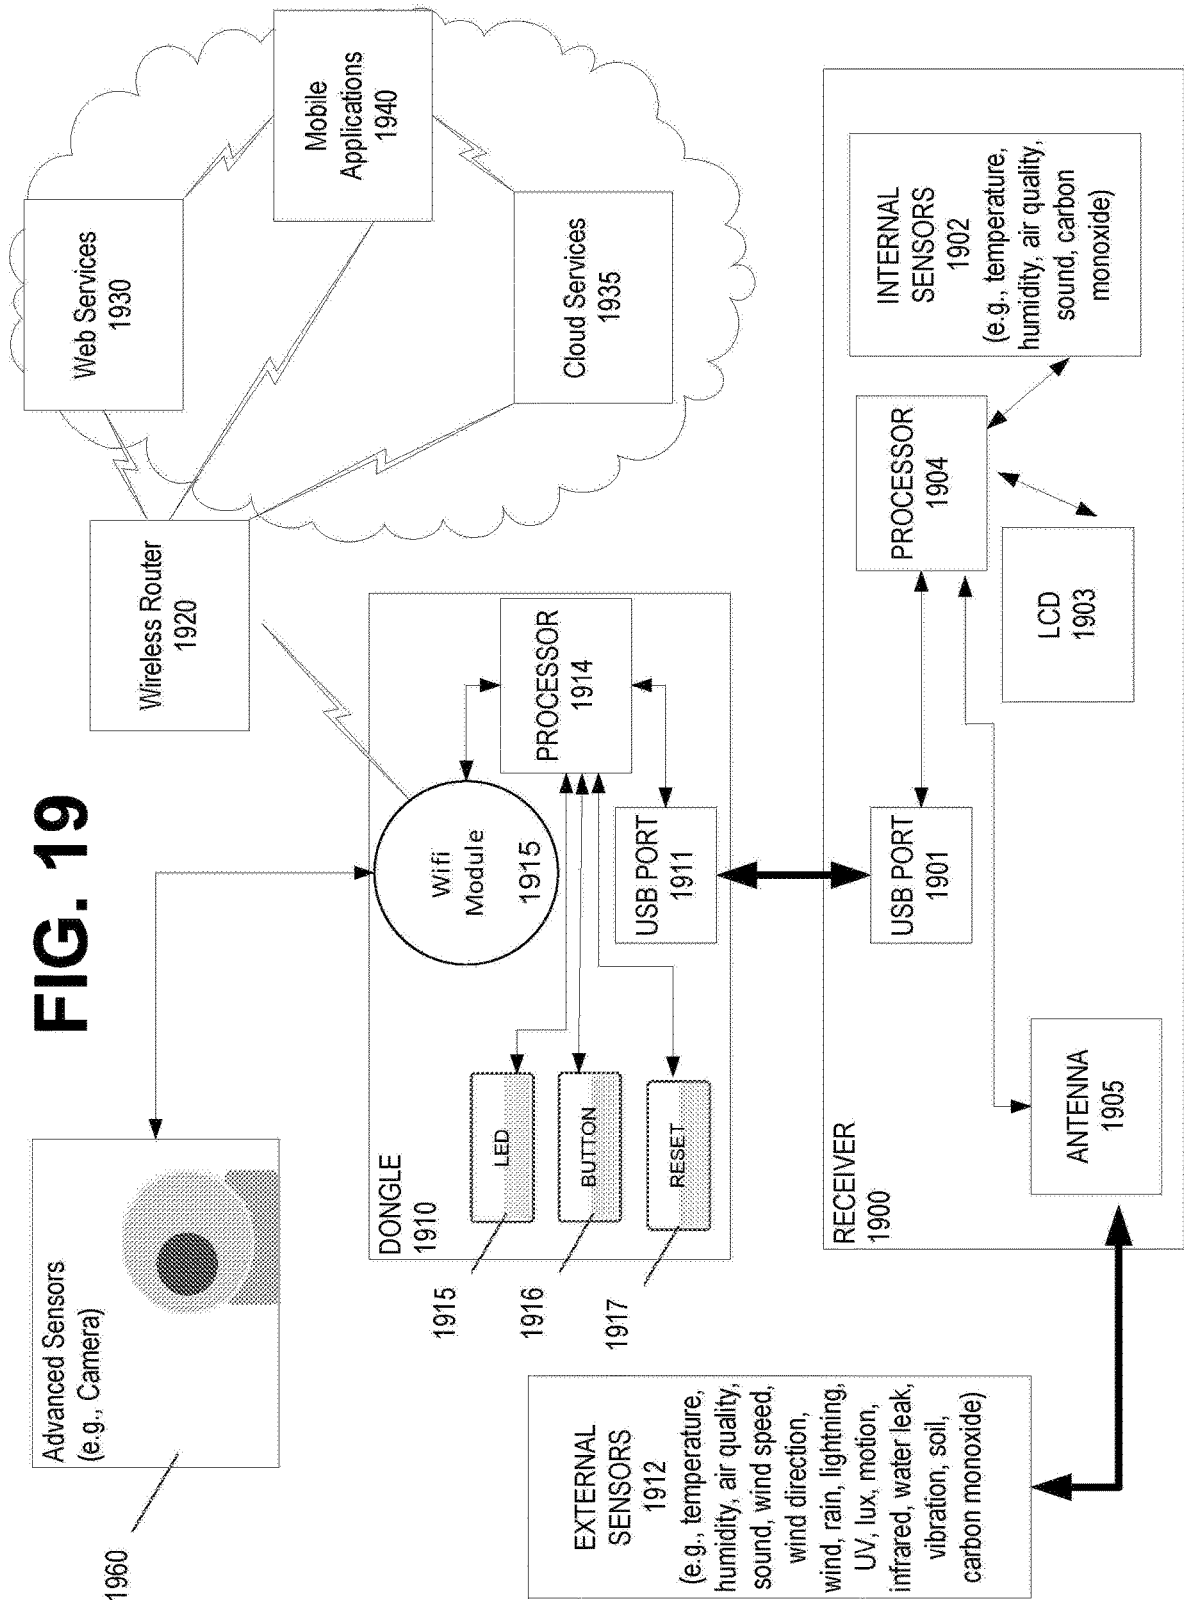 FIG. 19
1960
Advanced Sensors
(e.g., Camera)
Wireless Router
1920
Web Services
1930
Mobile
Applications
1940
Cloud Services
1935
DONGLE
1910
1915
LED
1916
BUTTON
1917
RESET
Wifi
Module
1915
PROCESSOR
1914
USB PORT
1911
EXTERNAL
SENSORS
1912
(e.g., temperature,
humidity, air quality,
sound, wind speed,
wind direction,
wind, rain, lightning,
UV, lux, motion,
infrared, water leak,
vibration, soil,
carbon monoxide)
RECEIVER
1900
ANTENNA
1905
USB PORT
1901
PROCESSOR
1904
LCD
1903
INTERNAL
SENSORS
1902
(e.g., temperature,
humidity, air quality,
sound, carbon
monoxide)